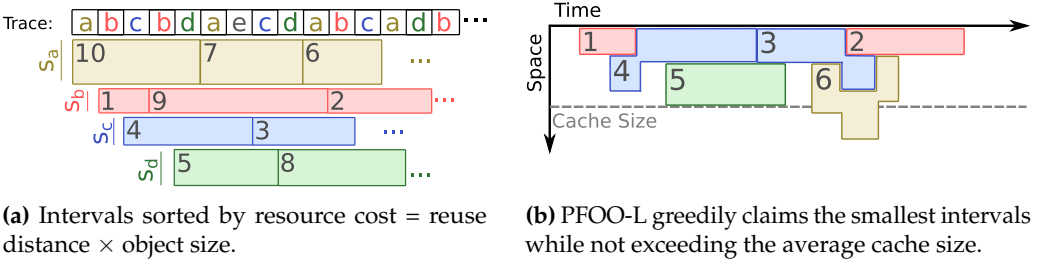 Trace: a b c b d a e c d a b c a d b ...
Sa 10 7 6 ...
Sb 1 9 2 ...
Sc 4 3 ...
Sd 5 8 ...
(a) Intervals sorted by resource cost = reuse
distance × object size.
Time
Space
1 3 2
4 5 6
Cache Size
(b) PFOO-L greedily claims the smallest intervals
while not exceeding the average cache size.